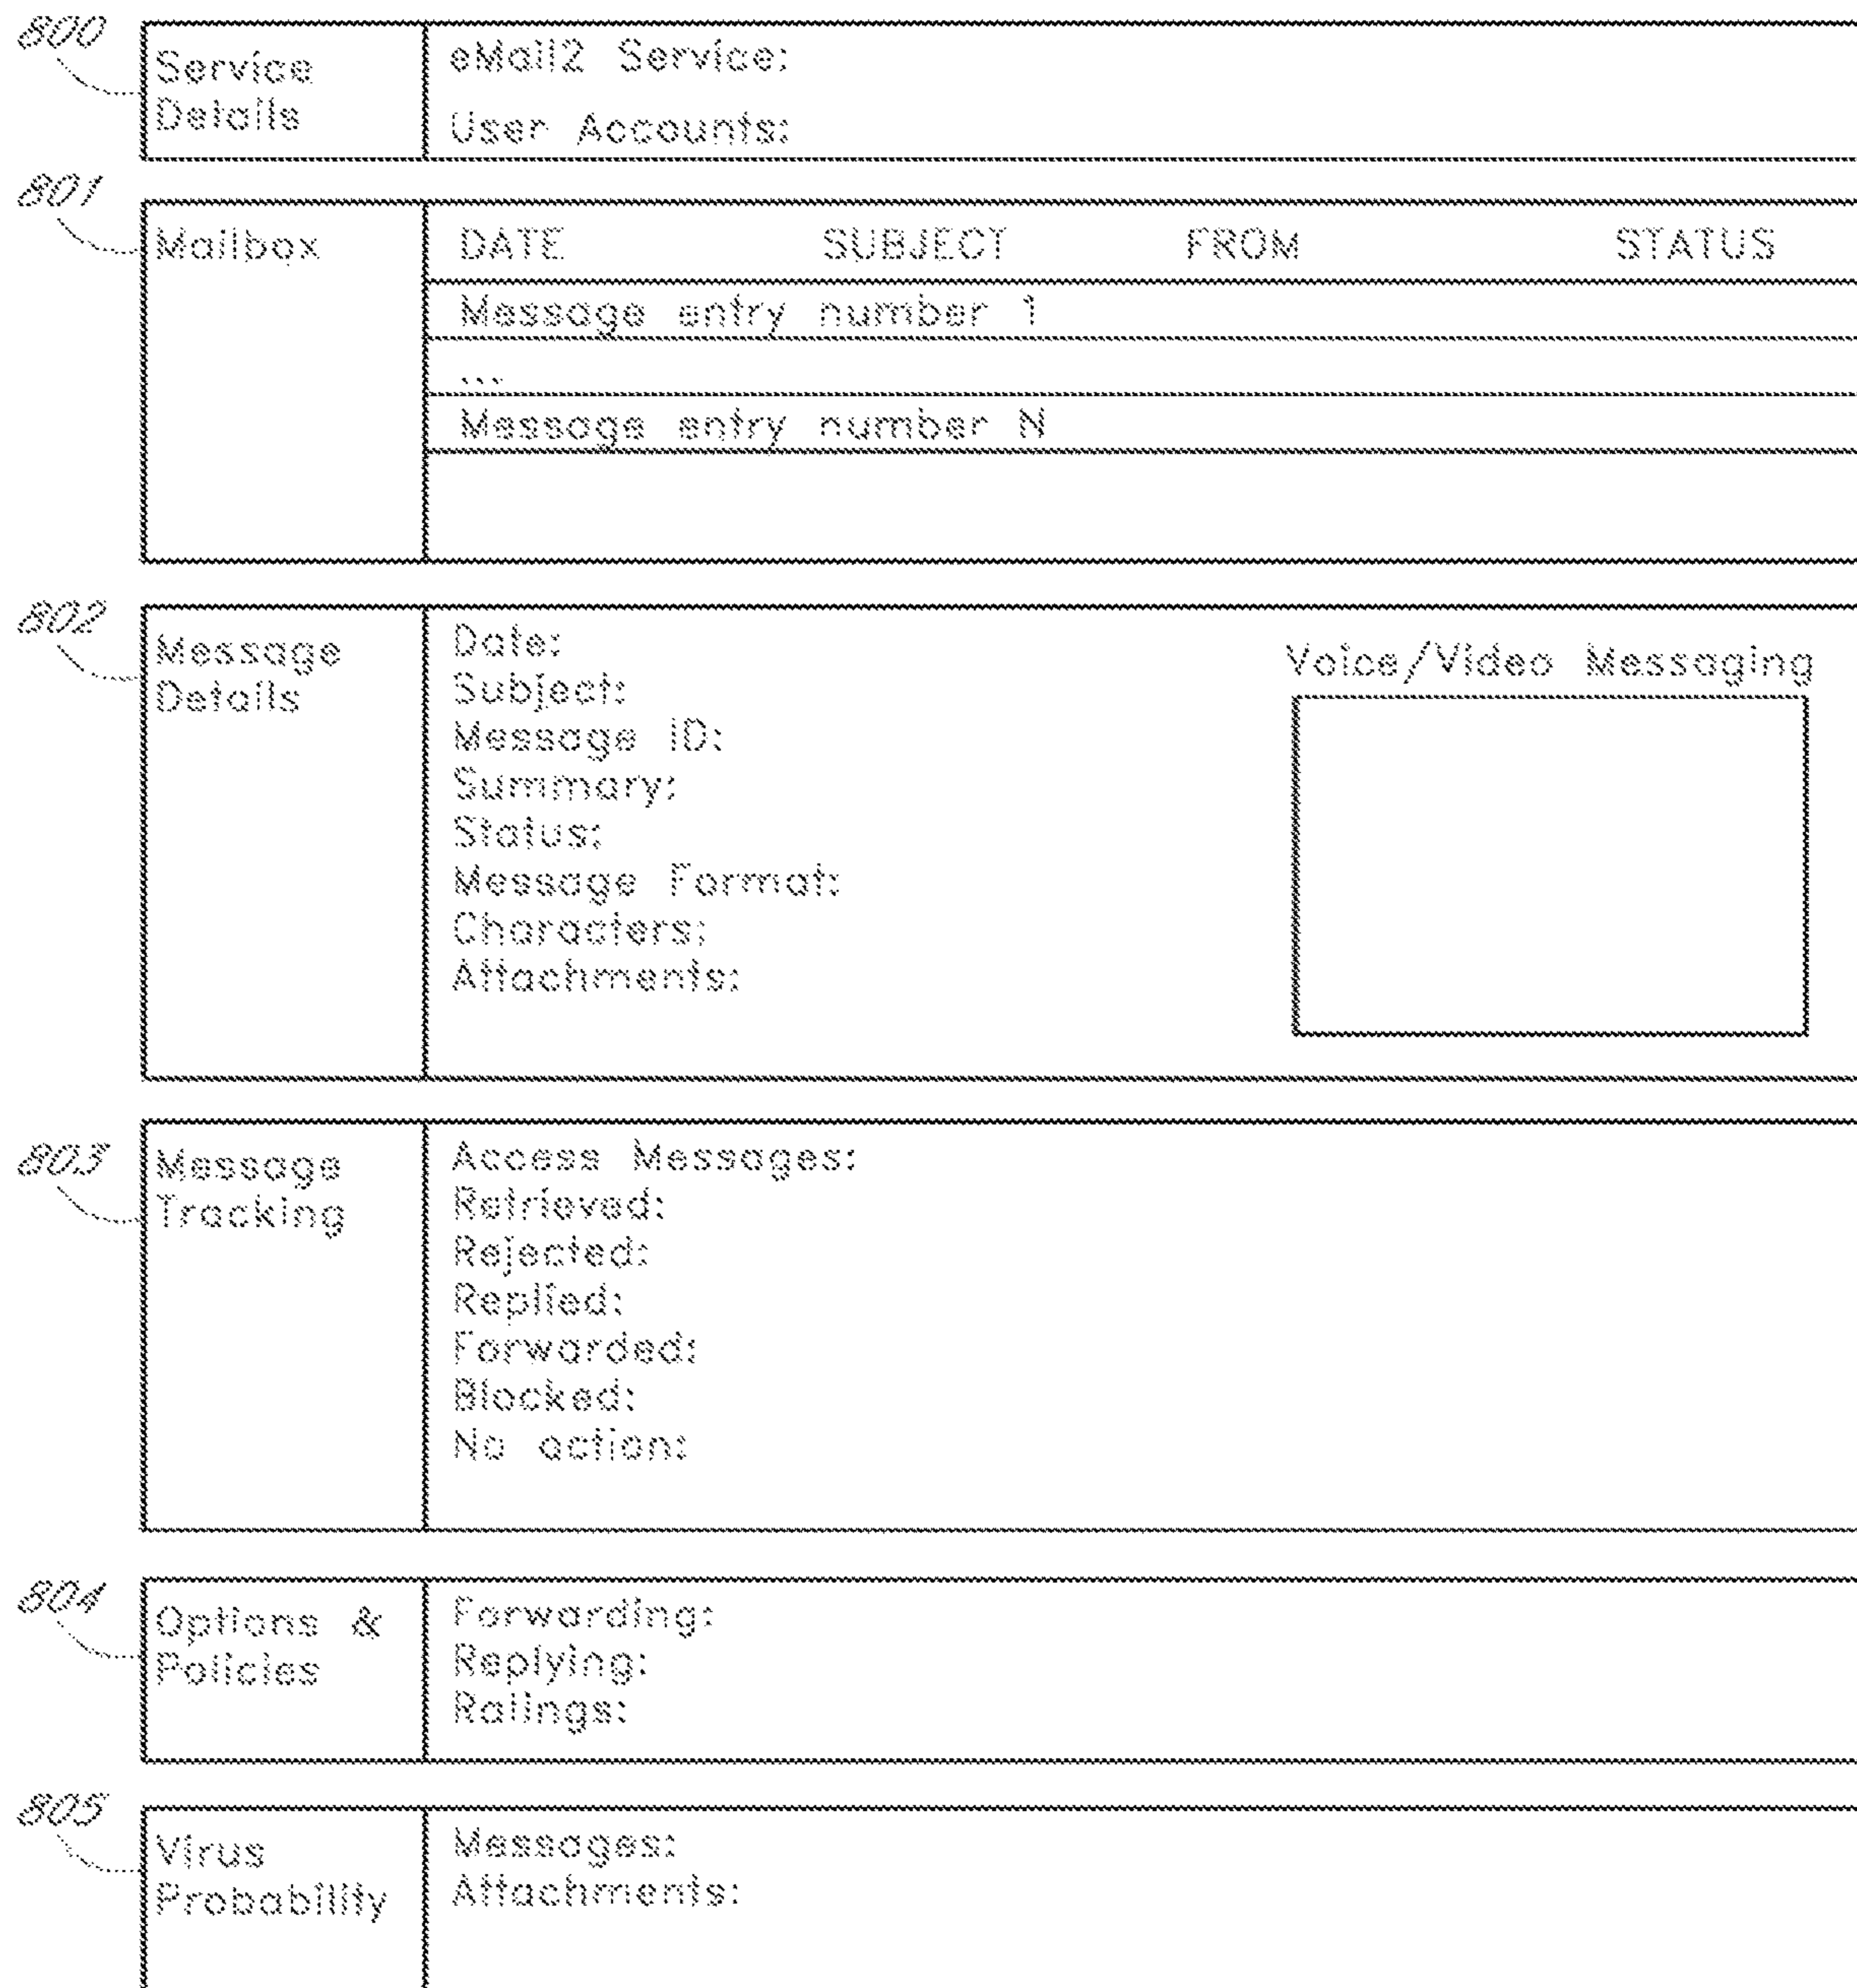 800
Service
Details
eMail2 Service:
User Accounts:
801
Mailbox
DATE SUBJECT FROM STATUS
Message entry number 1
...
Message entry number N
802
Message
Details
Date:
Subject:
Message ID:
Summary:
Status:
Message Format:
Characters:
Attachments:
Voice/Video Messaging
803
Message
Tracking
Access Messages:
Retrieved:
Rejected:
Replied:
Forwarded:
Blocked:
No action:
804
Options &
Policies
Forwarding:
Replying:
Ratings:
805
Virus
Probability
Messages:
Attachments: